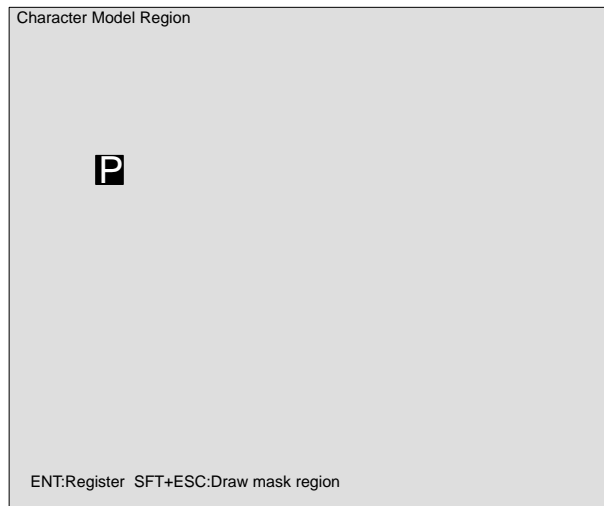 Character Model Region
P
ENT:Register SFT+ESC:Draw mask region